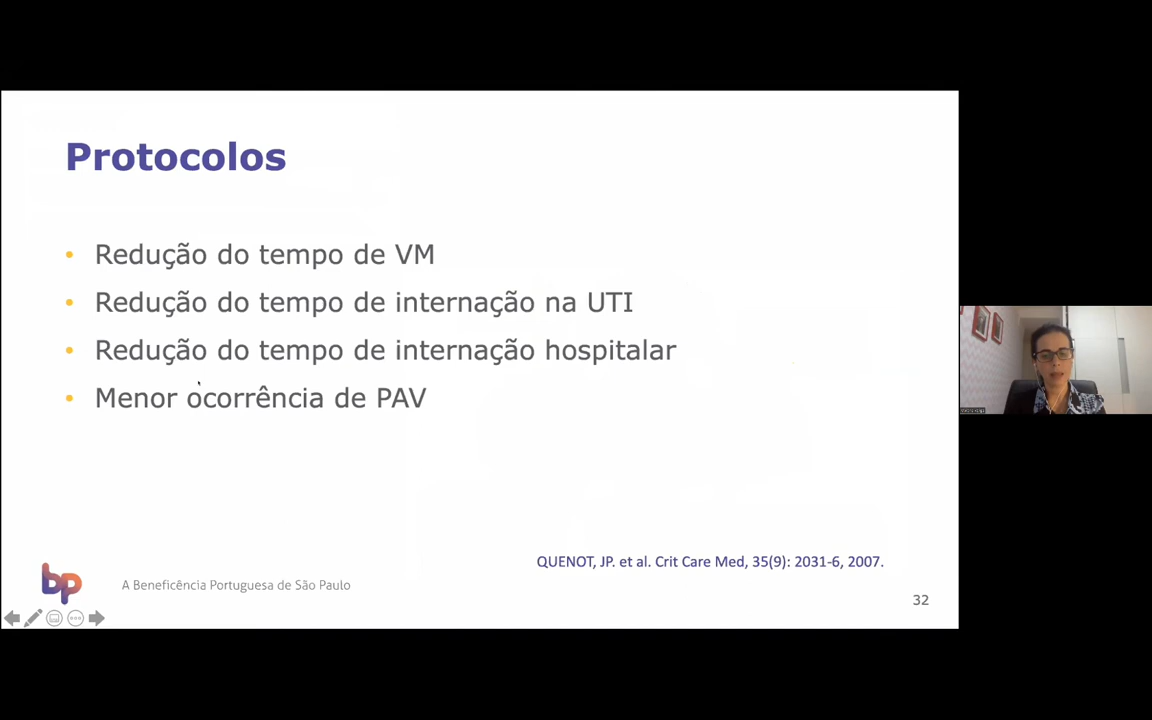 Protocolos
• Redução do tempo de VM
• Redução do tempo de internação na UTI
• Redução do tempo de internação hospitalar
• Menor ocorrência de PAV
QUENOT, JP. et al. Crit Care Med, 35(9): 2031-6, 2007.
bp
A Beneficência Portuguesa de São Paulo
32